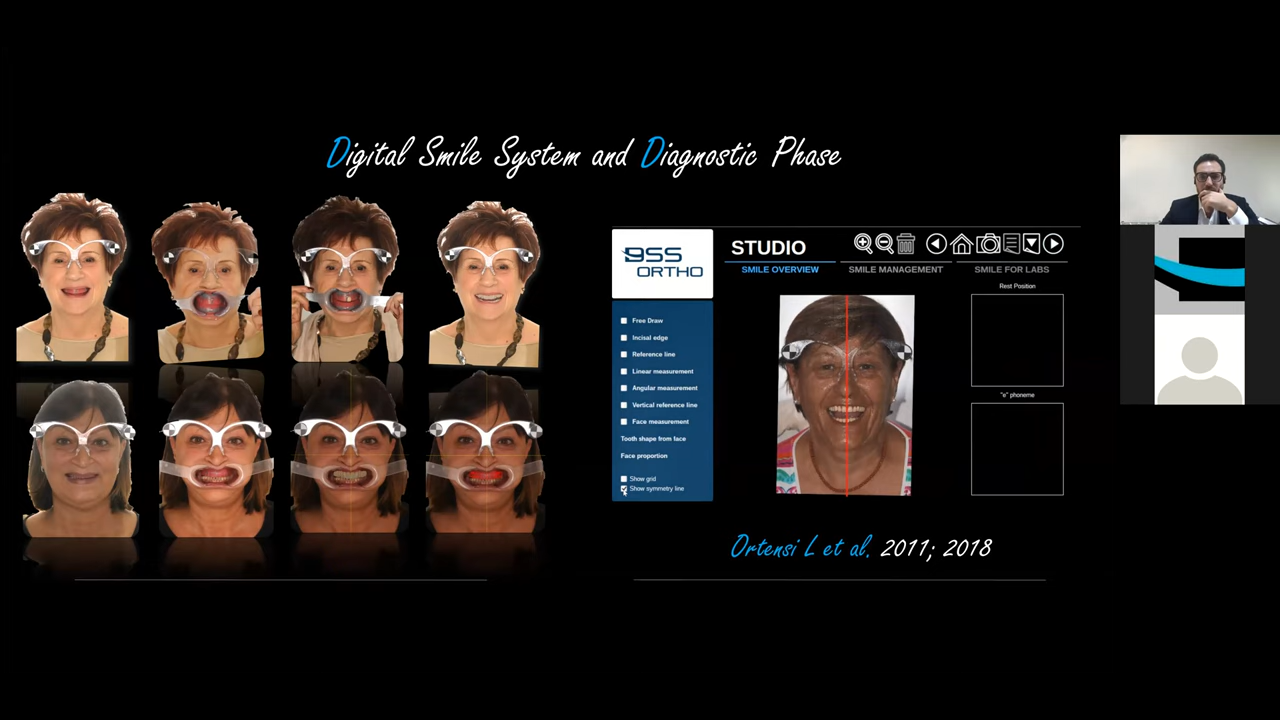 Digital Smile System and Diagnostic Phase
DSS
ORTHO
STUDIO
SMILE OVERVIEW
SMILE MANAGEMENT
SMILE FOR LABS
Free Draw
Incisal edge
Reference line
Linear measurement
Angular measurement
Vertical reference line
Face measurement
Tooth shape from face
Face proportion
Show grid
Show symmetry line
Rest Position
"e" phoneme
Ortensi L et al. 2011; 2018